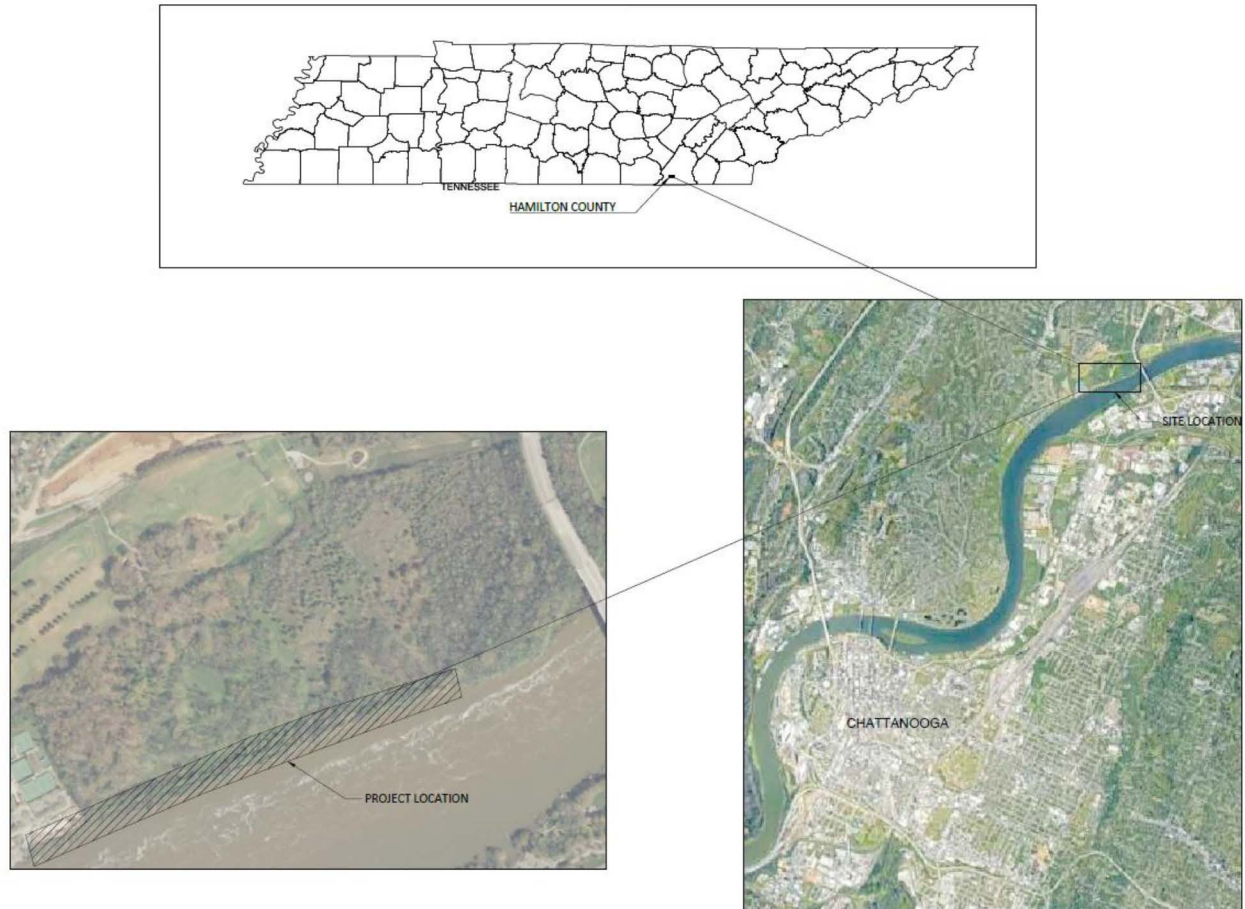 TENNESSEE
HAMILTON COUNTY
SITE LOCATION
PROJECT LOCATION
CHATTANOOGA